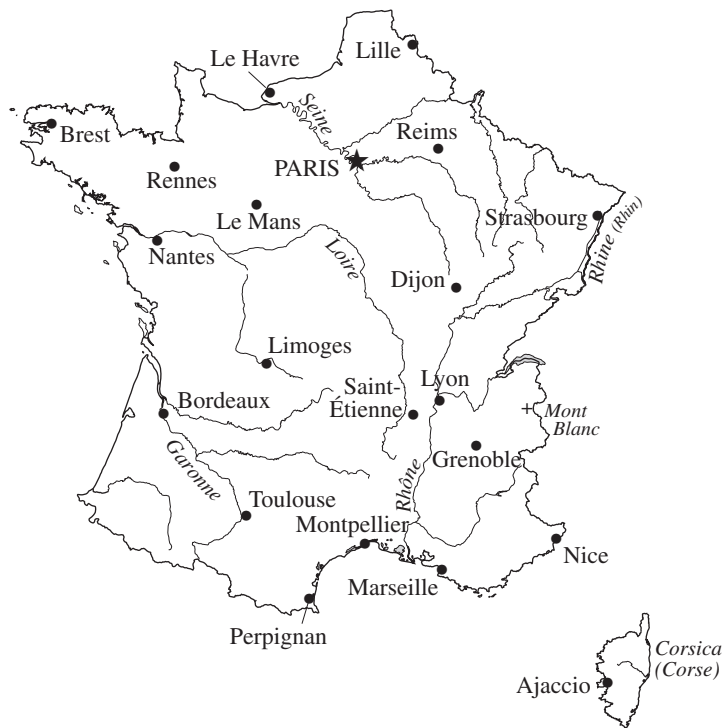 Lille
Le Havre
Seine
Brest
Reims
PARIS
Rennes
Le Mans
Strasbourg
Rhine (Rhin)
Nantes
Loire
Dijon
Limoges
Lyon
Saint-
Étienne
Bordeaux
Mont
Blanc
Garonne
Grenoble
Rhône
Toulouse
Montpellier
Nice
Marseille
Perpignan
Corsica
(Corse)
Ajaccio